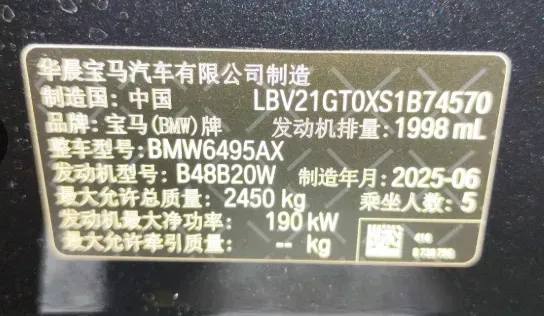 华晨宝马汽车有限公司制造
制造国: 中国 LBV21GT0XS1B74570
品牌: 宝马(BMW)牌 发动机排量: 1998 mL
整车型号: BMW6495AX
发动机型号: B48B20W 制造年月: 2025-06
最大允许总质量: 2450 kg 乘坐人数: 5
发动机最大净功率: 190 kW
最大允许牵引质量: -- kg